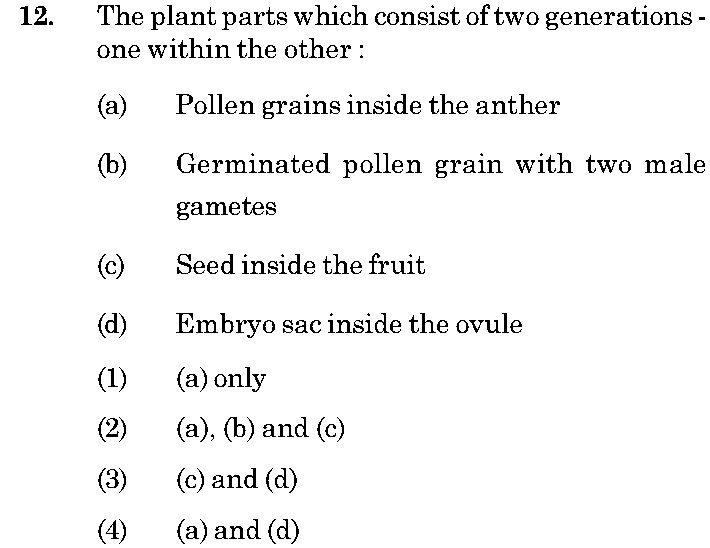 12. The plant parts which consist of two generations -
one within the other :
(a) Pollen grains inside the anther
(b) Germinated pollen grain with two male
gametes
(c) Seed inside the fruit
(d) Embryo sac inside the ovule
(1) (a) only
(2) (a), (b) and (c)
(3) (c) and (d)
(4) (a) and (d)